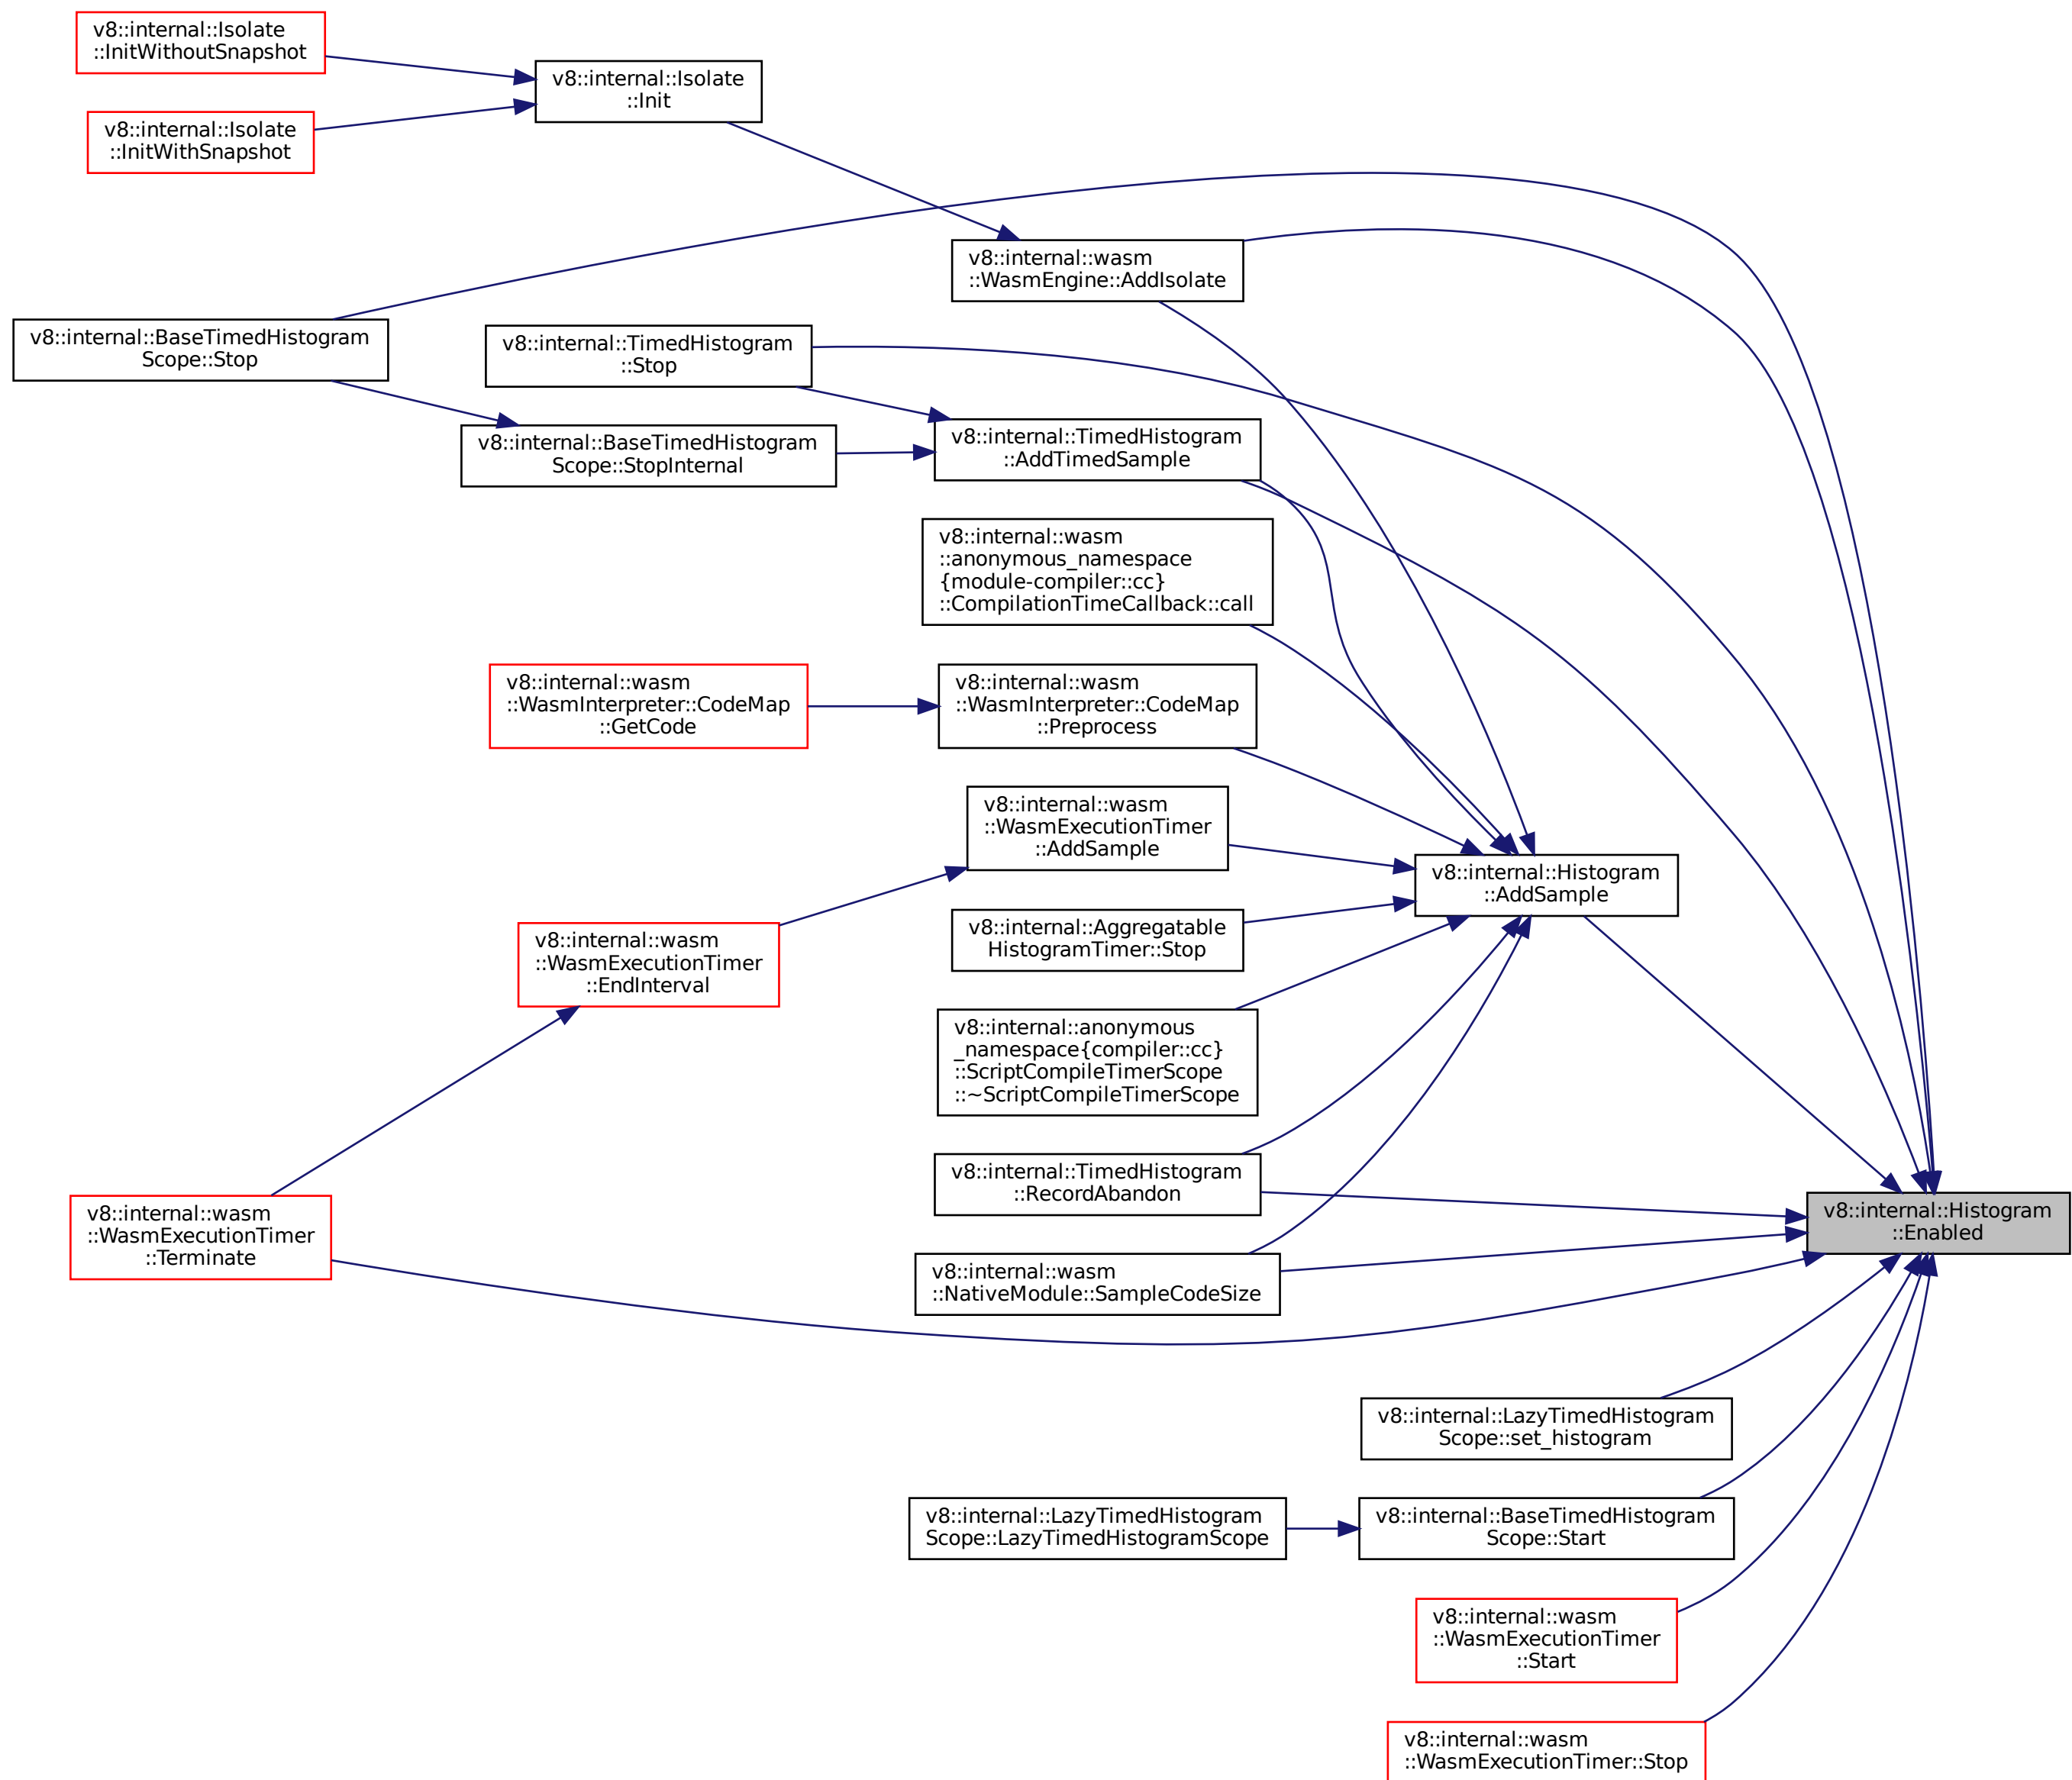 v8::internal::Isolate
::InitWithoutSnapshot
v8::internal::Isolate
::Init
v8::internal::Isolate
::InitWithSnapshot
v8::internal::wasm
::WasmEngine::AddIsolate
v8::internal::BaseTimedHistogram
Scope::Stop
v8::internal::TimedHistogram
::Stop
v8::internal::BaseTimedHistogram
Scope::StopInternal
v8::internal::TimedHistogram
::AddTimedSample
v8::internal::wasm
::anonymous_namespace
{module-compiler::cc}
::CompilationTimeCallback::call
v8::internal::wasm
::WasmInterpreter::CodeMap
::GetCode
v8::internal::wasm
::WasmInterpreter::CodeMap
::Preprocess
v8::internal::wasm
::WasmExecutionTimer
::AddSample
v8::internal::Histogram
::AddSample
v8::internal::wasm
::WasmExecutionTimer
::EndInterval
v8::internal::Aggregatable
HistogramTimer::Stop
v8::internal::anonymous
_namespace{compiler::cc}
::ScriptCompileTimerScope
::~ScriptCompileTimerScope
v8::internal::TimedHistogram
::RecordAbandon
v8::internal::wasm
::WasmExecutionTimer
::Terminate
v8::internal::Histogram
::Enabled
v8::internal::wasm
::NativeModule::SampleCodeSize
v8::internal::LazyTimedHistogram
Scope::set_histogram
v8::internal::LazyTimedHistogram
Scope::LazyTimedHistogramScope
v8::internal::BaseTimedHistogram
Scope::Start
v8::internal::wasm
::WasmExecutionTimer
::Start
v8::internal::wasm
::WasmExecutionTimer::Stop